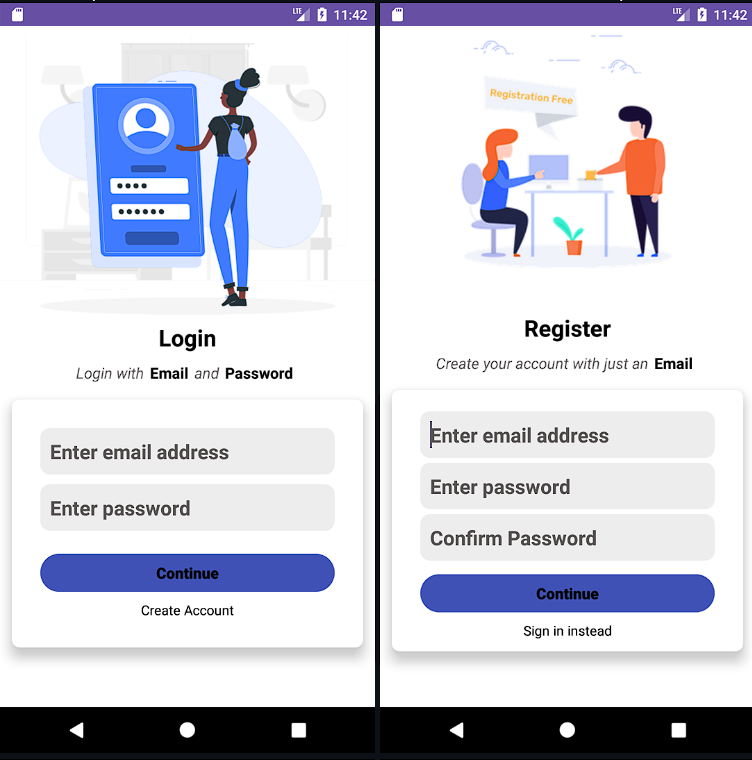 LTE 11:42
Login
Login with Email and Password
Enter email address
Enter password
Continue
Create Account
LTE 11:42
Registration Free
Register
Create your account with just an Email
Enter email address
Enter password
Confirm Password
Continue
Sign in instead